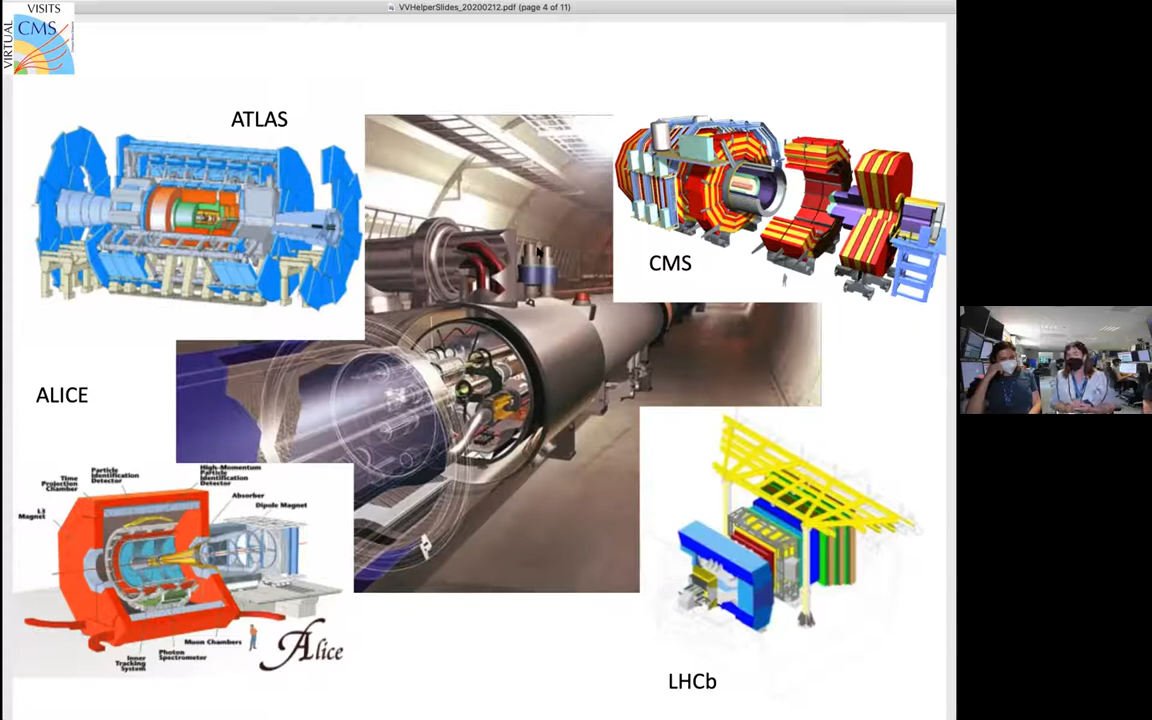 VVHelperSlides_20200212.pdf (page 4 of 11)
VISITS
CMS
VIRTUAL
ATLAS
CMS
ALICE
Particle
Identification
Detector
High-Momentum
Particle
Identification
Detector
Time
Projection
Chamber
Absorber
Dipole Magnet
L3
Magnet
Muon Chambers
Photon
Spectrometer
Inner
Tracking
System
Alice
LHCb